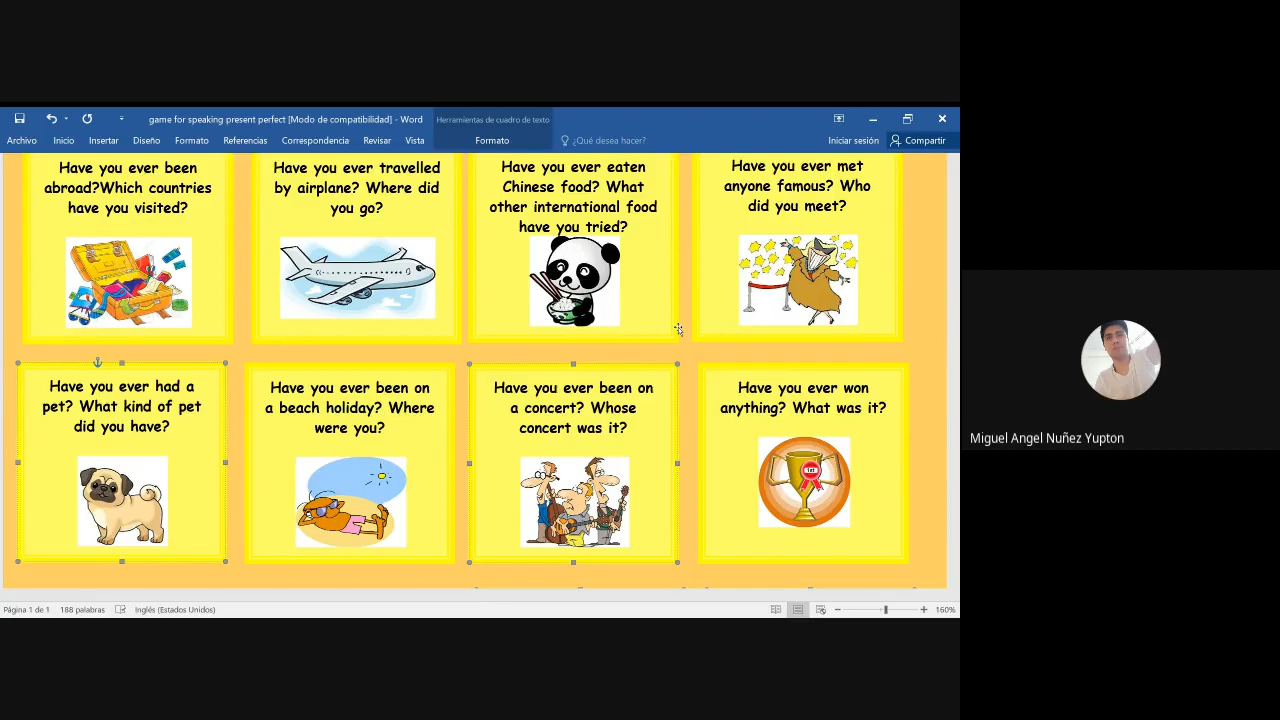 game for speaking present perfect [Modo de compatibilidad] - Word
Herramientas de cuadro de texto
Archivo Inicio Insertar Diseño Formato Referencias Correspondencia Revisar Vista Formato ¿Qué desea hacer? Iniciar sesión Compartir
Have you ever been
abroad?Which countries
have you visited?
Have you ever travelled
by airplane? Where did
you go?
Have you ever eaten
Chinese food? What
other international food
have you tried?
Have you ever met
anyone famous? Who
did you meet?
Have you ever had a
pet? What kind of pet
did you have?
Have you ever been on
a beach holiday? Where
were you?
Have you ever been on
a concert? Whose
concert was it?
Have you ever won
anything? What was it?
1st
Miguel Angel Nuñez Yupton
Página 1 de 1 188 palabras Inglés (Estados Unidos) 160%